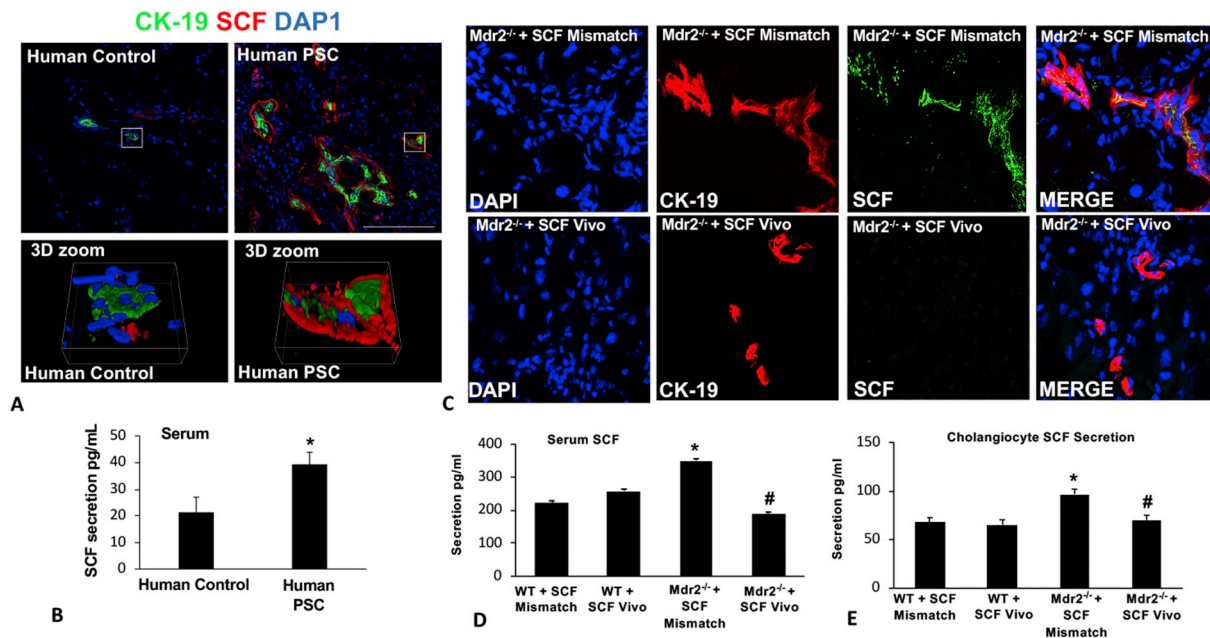 CK-19 SCF DAP1
Human Control
Human PSC
3D zoom
Human Control
3D zoom
Human PSC
A
Serum
SCF secretion pg/mL
50
40
30
20
10
0
*
Human Control
Human
PSC
B
Mdr2-/- + SCF Mismatch
DAPI
Mdr2-/- + SCF Mismatch
CK-19
Mdr2-/- + SCF Mismatch
SCF
Mdr2-/- + SCF Mismatch
MERGE
Mdr2-/- + SCF Vivo
DAPI
Mdr2-/- + SCF Vivo
CK-19
Mdr2-/- + SCF Vivo
SCF
Mdr2-/- + SCF Vivo
MERGE
C
Serum SCF
Secretion pg/ml
400
300
200
100
0
*
#
WT + SCF
Mismatch
WT +
SCF Vivo
Mdr2-/- +
SCF
Mismatch
Mdr2-/- +
SCF Vivo
D
Cholangiocyte SCF Secretion
Secretion pg/ml
150
100
50
0
*
#
WT + SCF
Mismatch
WT +
SCF Vivo
Mdr2-/- +
SCF
Mismatch
Mdr2-/- +
SCF Vivo
E